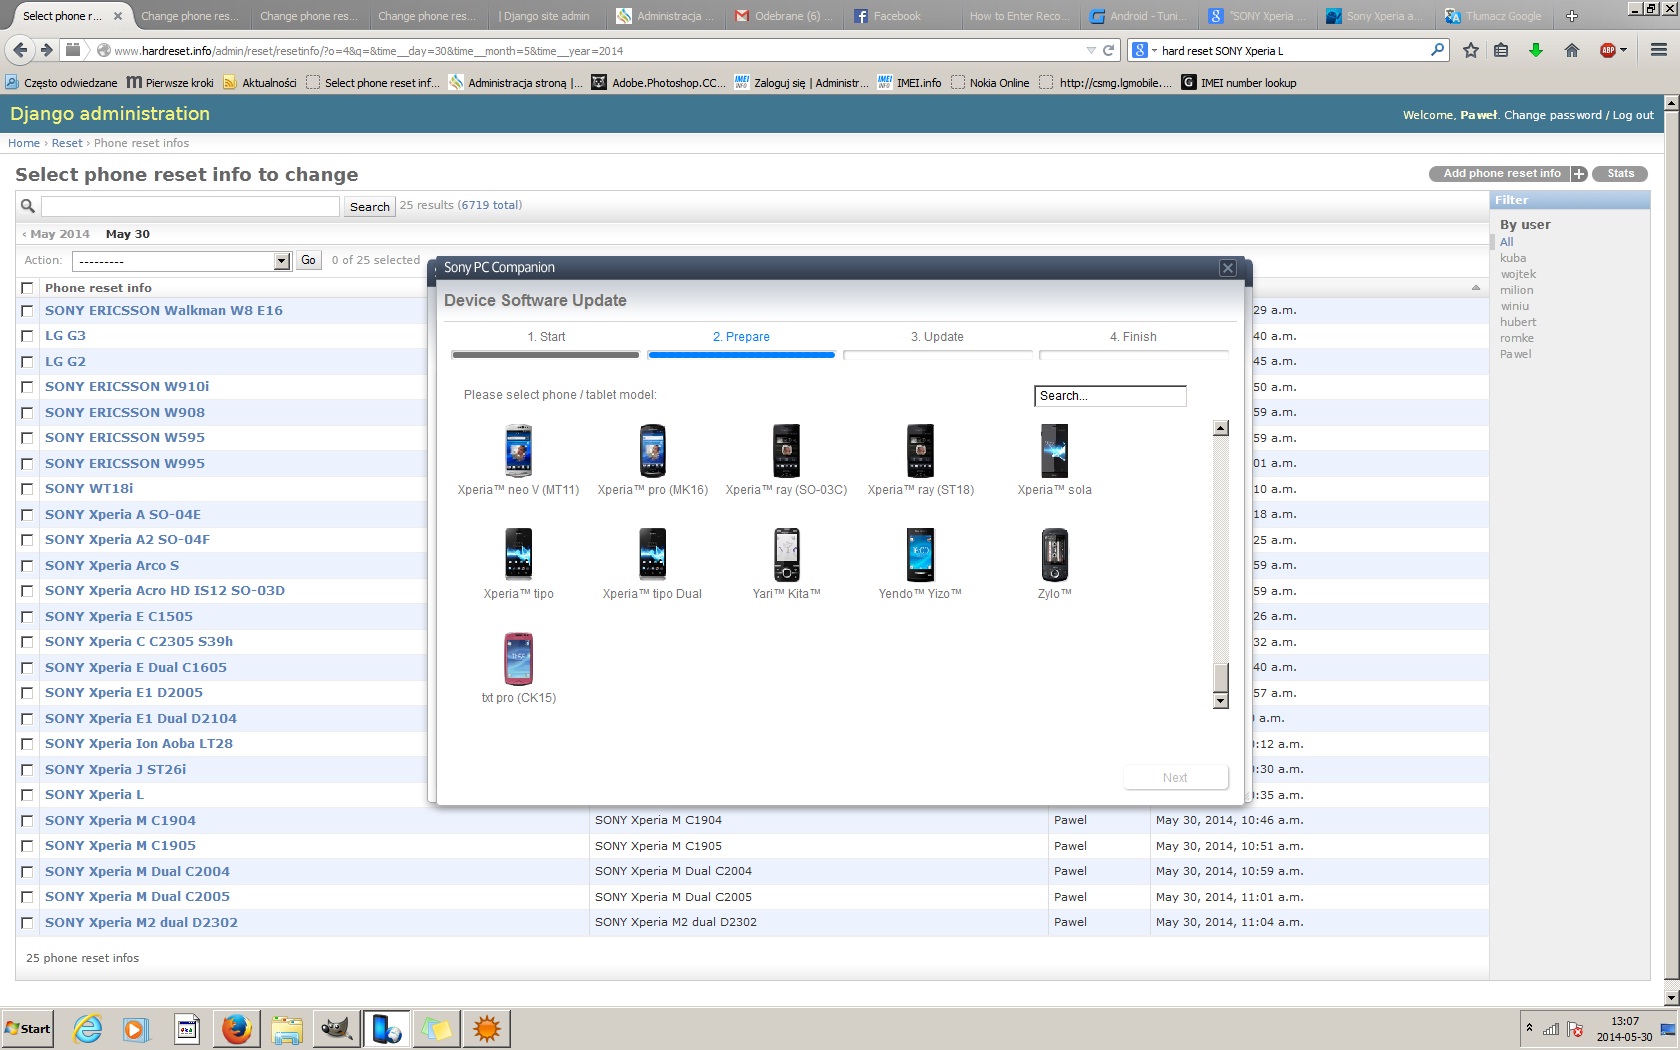 Select phone r...
Change phone res...
Change phone res...
Change phone res...
| Django site admin
Administracja ...
Odebrane (6) ...
Facebook
How to Enter Reco...
Android - Tuni...
"SONY Xperia ...
Sony Xperia a...
Tłumacz Google
www.hardreset.info/admin/reset/resetinfo/?o=4&q=&time__day=30&time__month=5&time__year=2014
hard reset SONY Xperia L
ABP
Często odwiedzane
Pierwsze kroki
Aktualności
Select phone reset inf...
Administracja stroną |...
Adobe.Photoshop.CC...
Zaloguj się | Administr...
IMEI.info
Nokia Online
http://csmg.lgmobile....
IMEI number lookup
Django administration
Welcome, Paweł. Change password / Log out
Home › Reset › Phone reset infos
Select phone reset info to change
Add phone reset info +
Stats
Search
25 results (6719 total)
‹ May 2014 May 30
Action: --------- Go 0 of 25 selected
Phone reset info
SONY ERICSSON Walkman W8 E16
29 a.m.
LG G3
40 a.m.
LG G2
45 a.m.
SONY ERICSSON W910i
50 a.m.
SONY ERICSSON W908
59 a.m.
SONY ERICSSON W595
59 a.m.
SONY ERICSSON W995
01 a.m.
SONY WT18i
10 a.m.
SONY Xperia A SO-04E
18 a.m.
SONY Xperia A2 SO-04F
25 a.m.
SONY Xperia Arco S
59 a.m.
SONY Xperia Acro HD IS12 SO-03D
59 a.m.
SONY Xperia E C1505
26 a.m.
SONY Xperia C C2305 S39h
32 a.m.
SONY Xperia E Dual C1605
40 a.m.
SONY Xperia E1 D2005
57 a.m.
SONY Xperia E1 Dual D2104
a.m.
SONY Xperia Ion Aoba LT28
:12 a.m.
SONY Xperia J ST26i
:30 a.m.
SONY Xperia L
:35 a.m.
SONY Xperia M C1904 SONY Xperia M C1904 Pawel May 30, 2014, 10:46 a.m.
SONY Xperia M C1905 SONY Xperia M C1905 Pawel May 30, 2014, 10:51 a.m.
SONY Xperia M Dual C2004 SONY Xperia M Dual C2004 Pawel May 30, 2014, 10:59 a.m.
SONY Xperia M Dual C2005 SONY Xperia M Dual C2005 Pawel May 30, 2014, 11:01 a.m.
SONY Xperia M2 dual D2302 SONY Xperia M2 dual D2302 Pawel May 30, 2014, 11:04 a.m.
25 phone reset infos
Filter
By user
All
kuba
wojtek
milion
winiu
hubert
romke
Pawel
Sony PC Companion
Device Software Update
1. Start
2. Prepare
3. Update
4. Finish
Please select phone / tablet model:
Search...
Xperia™ neo V (MT11)
Xperia™ pro (MK16)
Xperia™ ray (SO-03C)
Xperia™ ray (ST18)
Xperia™ sola
Xperia™ tipo
Xperia™ tipo Dual
Yari™ Kita™
Yendo™ Yizo™
Zylo™
txt pro (CK15)
Next
Start
13:07
2014-05-30